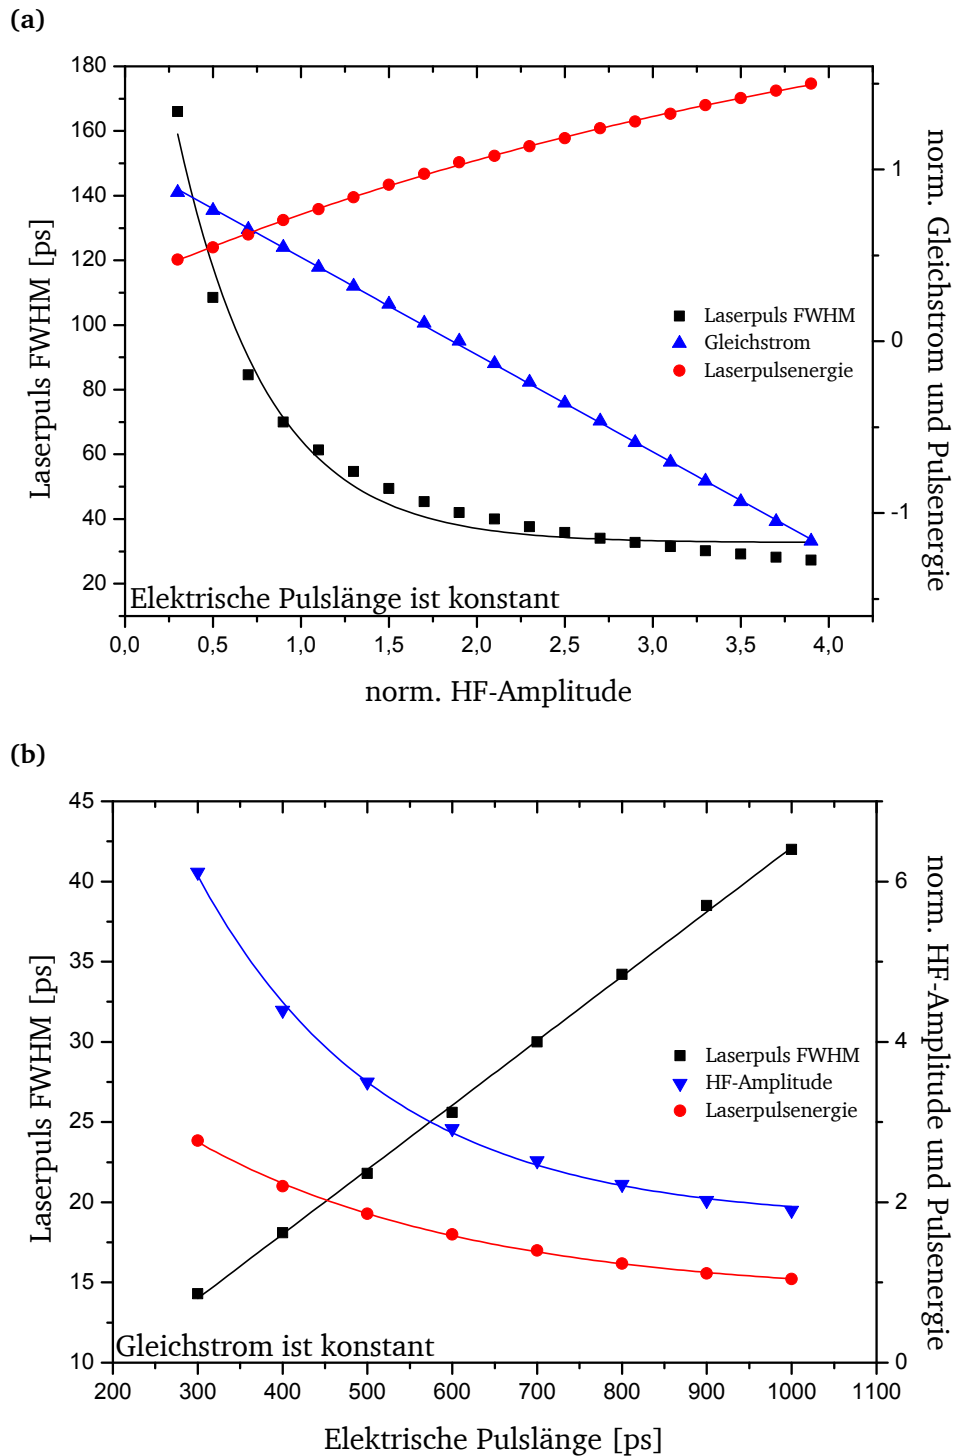 (a)
180
160
140
120
100
80
60
40
20
Laserpuls FWHM [ps]
1
0
-1
norm. Gleichstrom und Pulsenergie
Laserpuls FWHM
Gleichstrom
Laserpulsenergie
Elektrische Pulslänge ist konstant
0,0 0,5 1,0 1,5 2,0 2,5 3,0 3,5 4,0
norm. HF-Amplitude
(b)
45
40
35
30
25
20
15
10
Laserpuls FWHM [ps]
6
4
2
0
norm. HF-Amplitude und Pulsenergie
Laserpuls FWHM
HF-Amplitude
Laserpulsenergie
Gleichstrom ist konstant
200 300 400 500 600 700 800 900 1000 1100
Elektrische Pulslänge [ps]